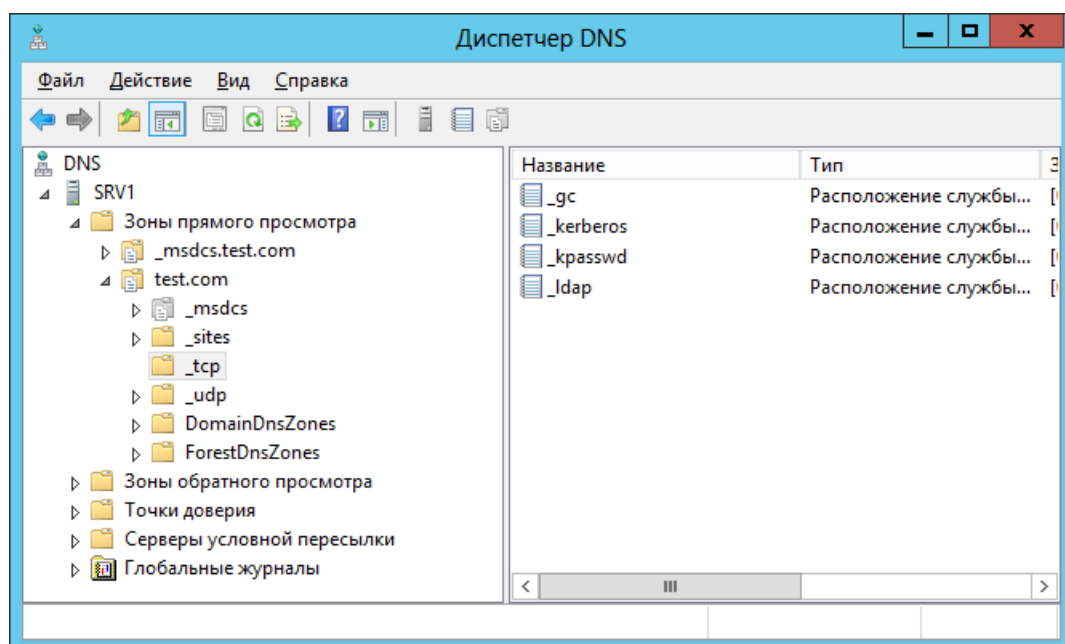 Диспетчер DNS
Файл Действие Вид Справка
DNS
SRV1
Зоны прямого просмотра
_msdcs.test.com
test.com
_msdcs
_sites
_tcp
_udp
DomainDnsZones
ForestDnsZones
Зоны обратного просмотра
Точки доверия
Серверы условной пересылки
Глобальные журналы
Название Тип З
_gc Расположение службы... [
_kerberos Расположение службы... [
_kpasswd Расположение службы... [
_ldap Расположение службы... [